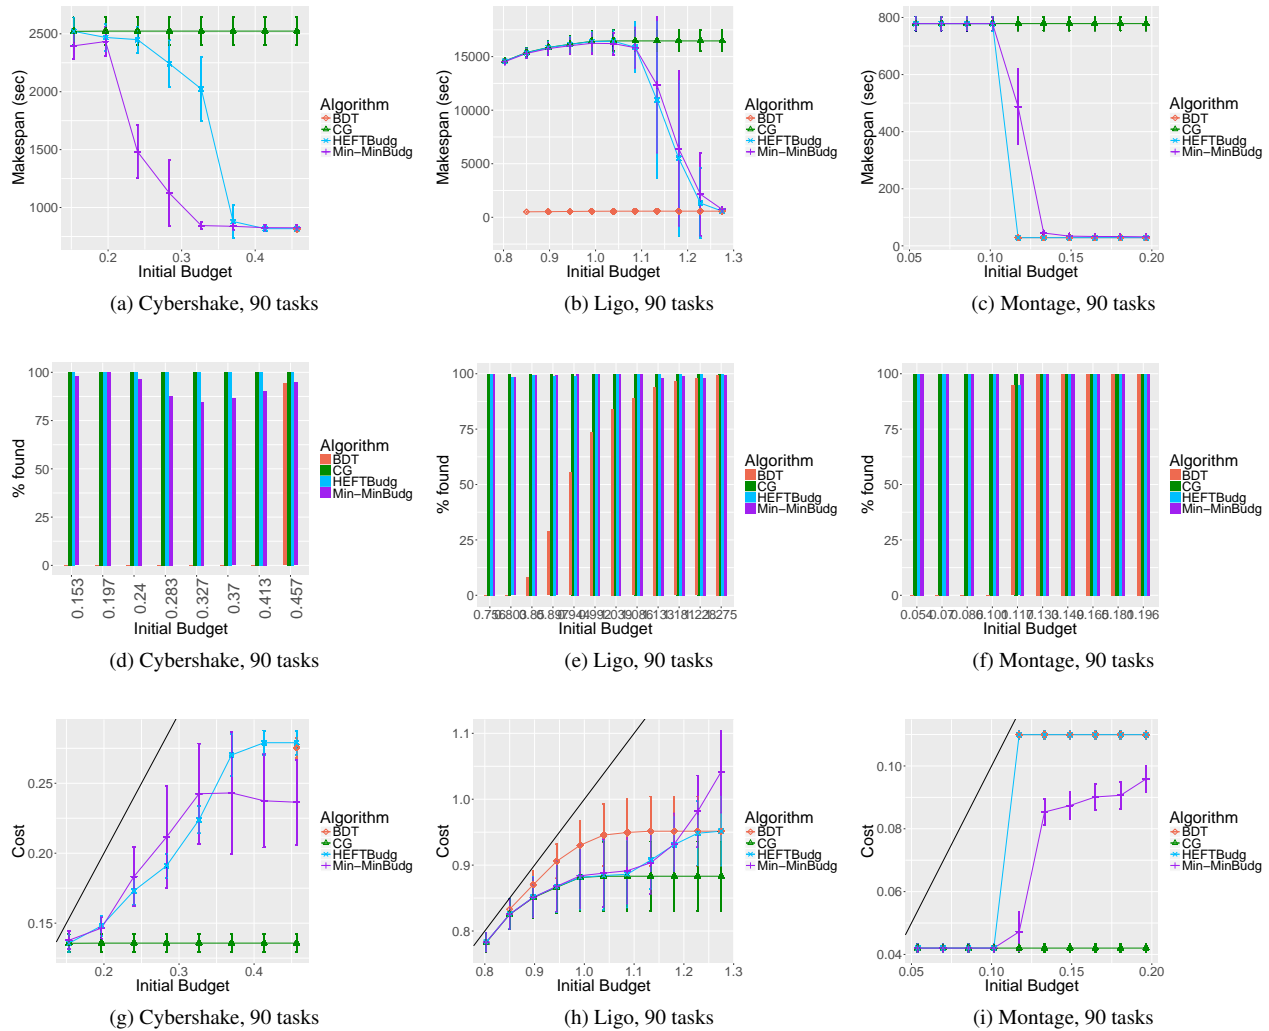 Makespan (sec)
2500
2000
1500
1000
0.2 0.3 0.4
Initial Budget
Algorithm
BDT
CG
HEFTBudg
Min−MinBudg
(a) Cybershake, 90 tasks
Makespan (sec)
15000
10000
5000
0
0.8 0.9 1.0 1.1 1.2 1.3
Initial Budget
Algorithm
BDT
CG
HEFTBudg
Min−MinBudg
(b) Ligo, 90 tasks
Makespan (sec)
800
600
400
200
0
0.05 0.10 0.15 0.20
Initial Budget
Algorithm
BDT
CG
HEFTBudg
Min−MinBudg
(c) Montage, 90 tasks
% found
100
75
50
25
0
0.153 0.197 0.24 0.283 0.327 0.37 0.413 0.457
Initial Budget
Algorithm
BDT
CG
HEFTBudg
Min−MinBudg
(d) Cybershake, 90 tasks
% found
100
75
50
25
0
Initial Budget
Algorithm
BDT
CG
HEFTBudg
Min−MinBudg
(e) Ligo, 90 tasks
% found
100
75
50
25
0
Initial Budget
Algorithm
BDT
CG
HEFTBudg
Min−MinBudg
(f) Montage, 90 tasks
Cost
0.25
0.20
0.15
0.2 0.3 0.4
Initial Budget
Algorithm
BDT
CG
HEFTBudg
Min−MinBudg
(g) Cybershake, 90 tasks
Cost
1.1
1.0
0.9
0.8
0.8 0.9 1.0 1.1 1.2 1.3
Initial Budget
Algorithm
BDT
CG
HEFTBudg
Min−MinBudg
(h) Ligo, 90 tasks
Cost
0.10
0.08
0.06
0.04
0.05 0.10 0.15 0.20
Initial Budget
Algorithm
BDT
CG
HEFTBudg
Min−MinBudg
(i) Montage, 90 tasks